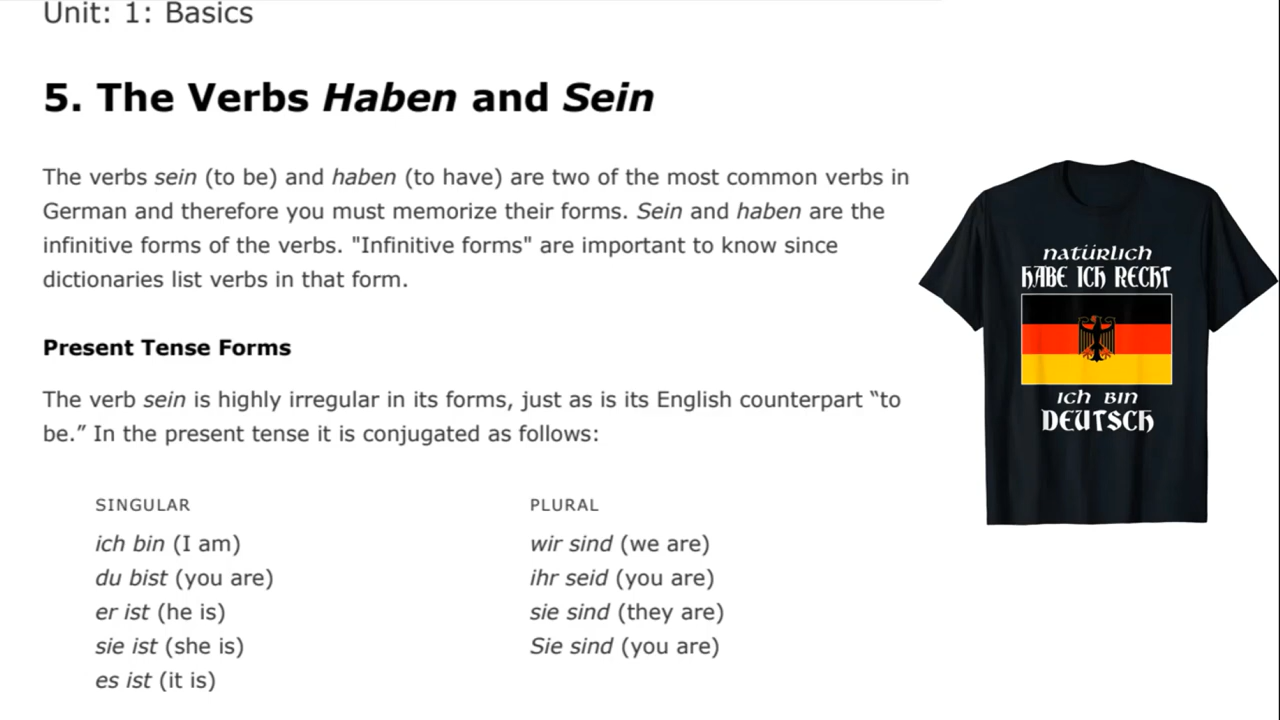 Unit: 1: Basics
5. The Verbs Haben and Sein
The verbs sein (to be) and haben (to have) are two of the most common verbs in
German and therefore you must memorize their forms. Sein and haben are the
infinitive forms of the verbs. "Infinitive forms" are important to know since
dictionaries list verbs in that form.
Present Tense Forms
The verb sein is highly irregular in its forms, just as is its English counterpart “to
be.” In the present tense it is conjugated as follows:
SINGULAR
ich bin (I am)
du bist (you are)
er ist (he is)
sie ist (she is)
es ist (it is)
PLURAL
wir sind (we are)
ihr seid (you are)
sie sind (they are)
Sie sind (you are)
natürlich
HABE ICH RECHT
ich bin
DEUTSCH